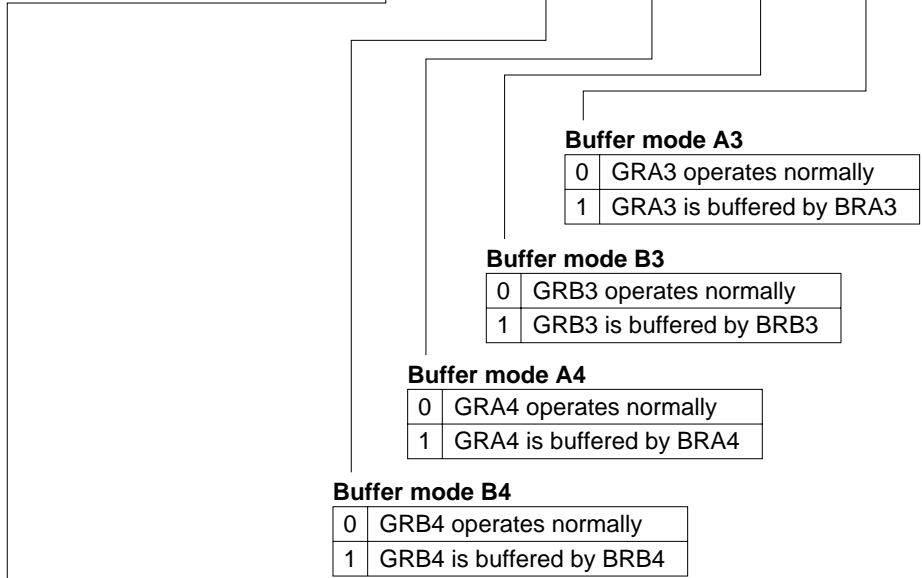 Buffer mode A3
0 GRA3 operates normally
1 GRA3 is buffered by BRA3
Buffer mode B3
0 GRB3 operates normally
1 GRB3 is buffered by BRB3
Buffer mode A4
0 GRA4 operates normally
1 GRA4 is buffered by BRA4
Buffer mode B4
0 GRB4 operates normally
1 GRB4 is buffered by BRB4